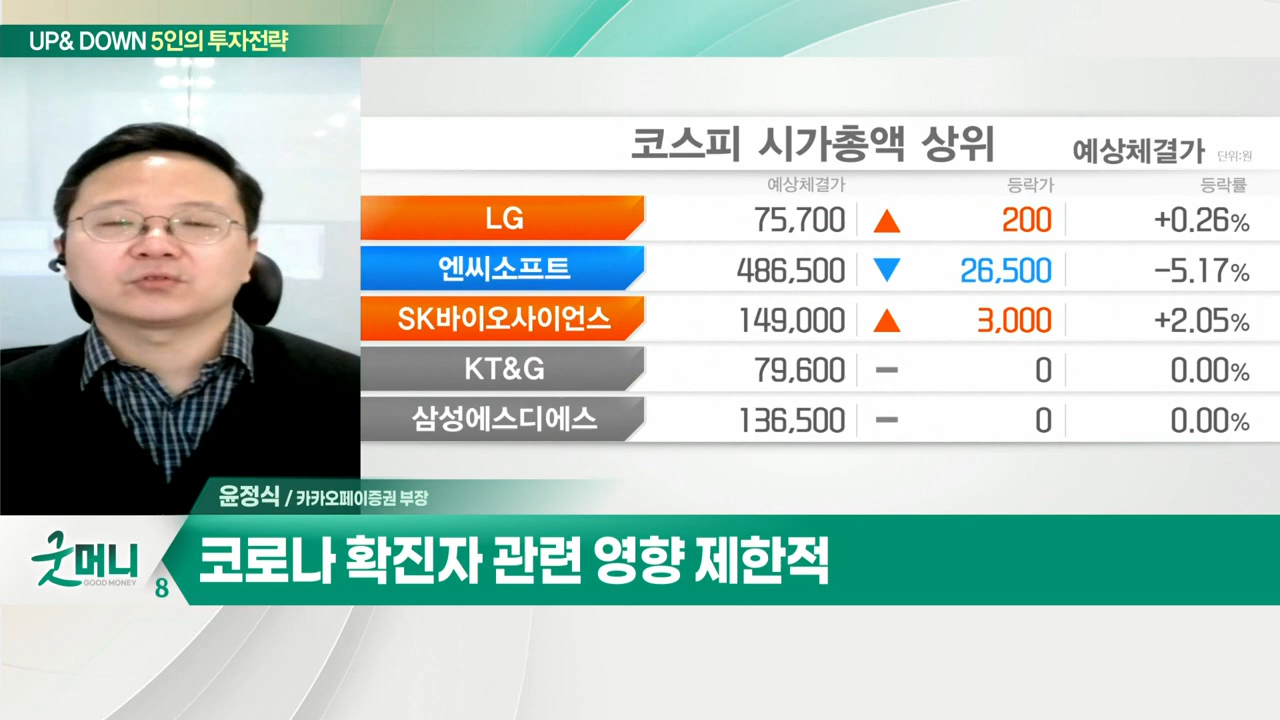 UP& DOWN 5인의 투자전략
코스피 시가총액 상위 예상체결가 단위:원
예상체결가 등락가 등락률
LG 75,700 ▲ 200 +0.26%
엔씨소프트 486,500 ▼ 26,500 -5.17%
SK바이오사이언스 149,000 ▲ 3,000 +2.05%
KT&G 79,600 - 0 0.00%
삼성에스디에스 136,500 - 0 0.00%
윤정식 / 카카오페이증권 부장
굿머니
GOOD MONEY
8
코로나 확진자 관련 영향 제한적